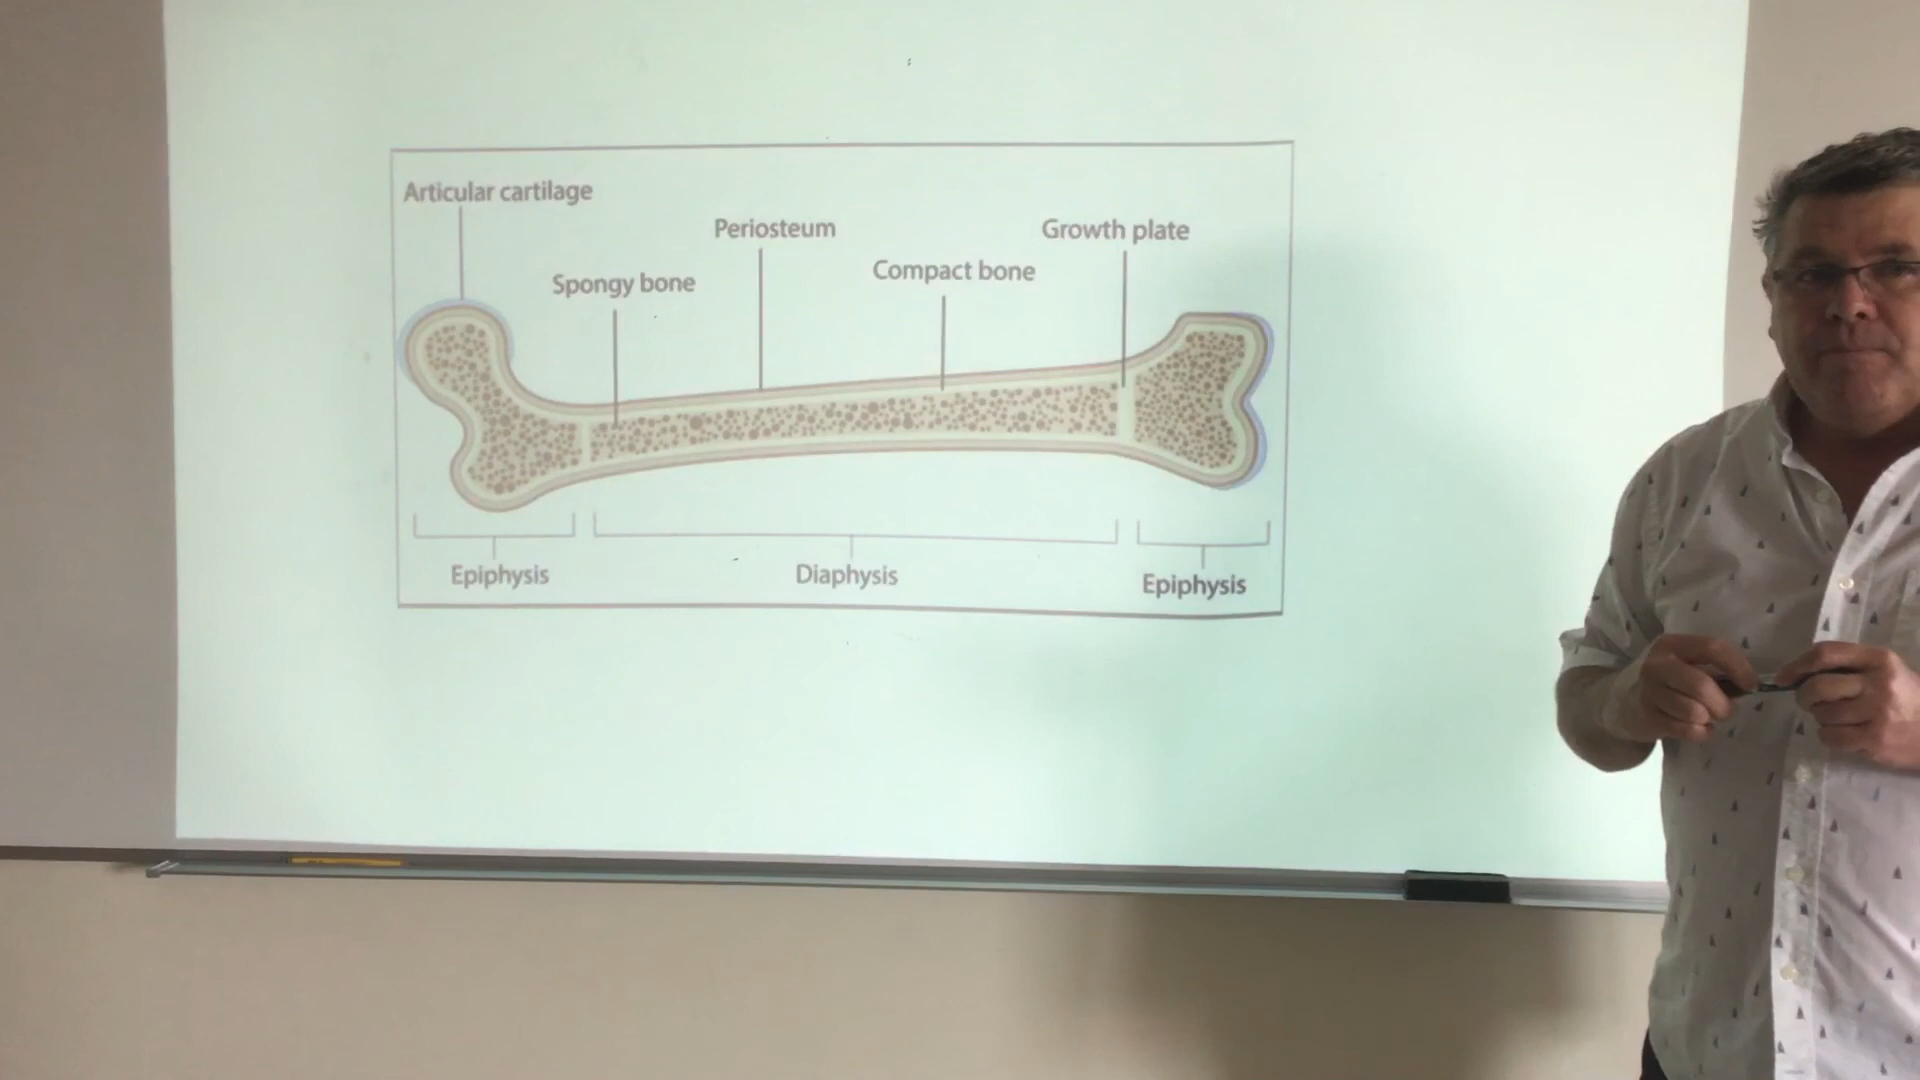 Articular cartilage
Periosteum
Growth plate
Spongy bone
Compact bone
Epiphysis
Diaphysis
Epiphysis